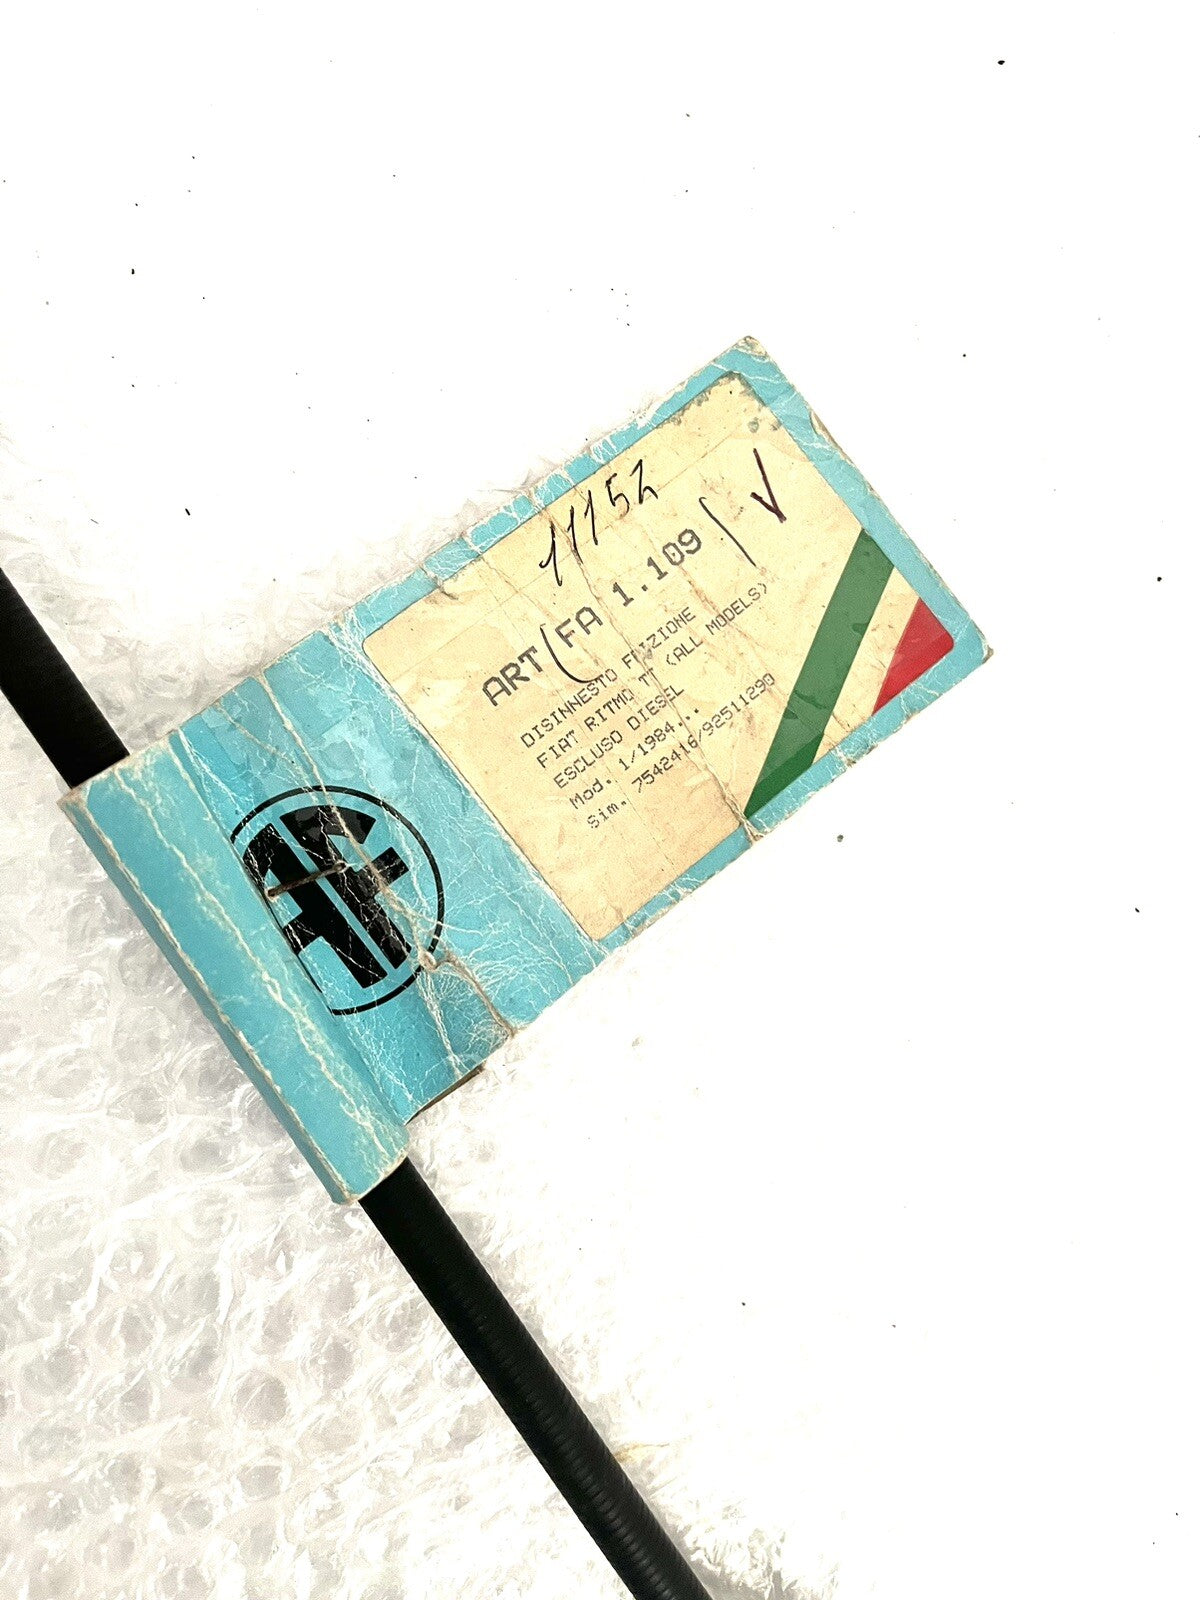 11152
ART(FA 1.109/ V
DISINNESTO FRIZIONE
FIAT RITMO TT (ALL MODELS)
ESCLUSO DIESEL
Mod. 1/1984...
Sim. 7542416/92511290